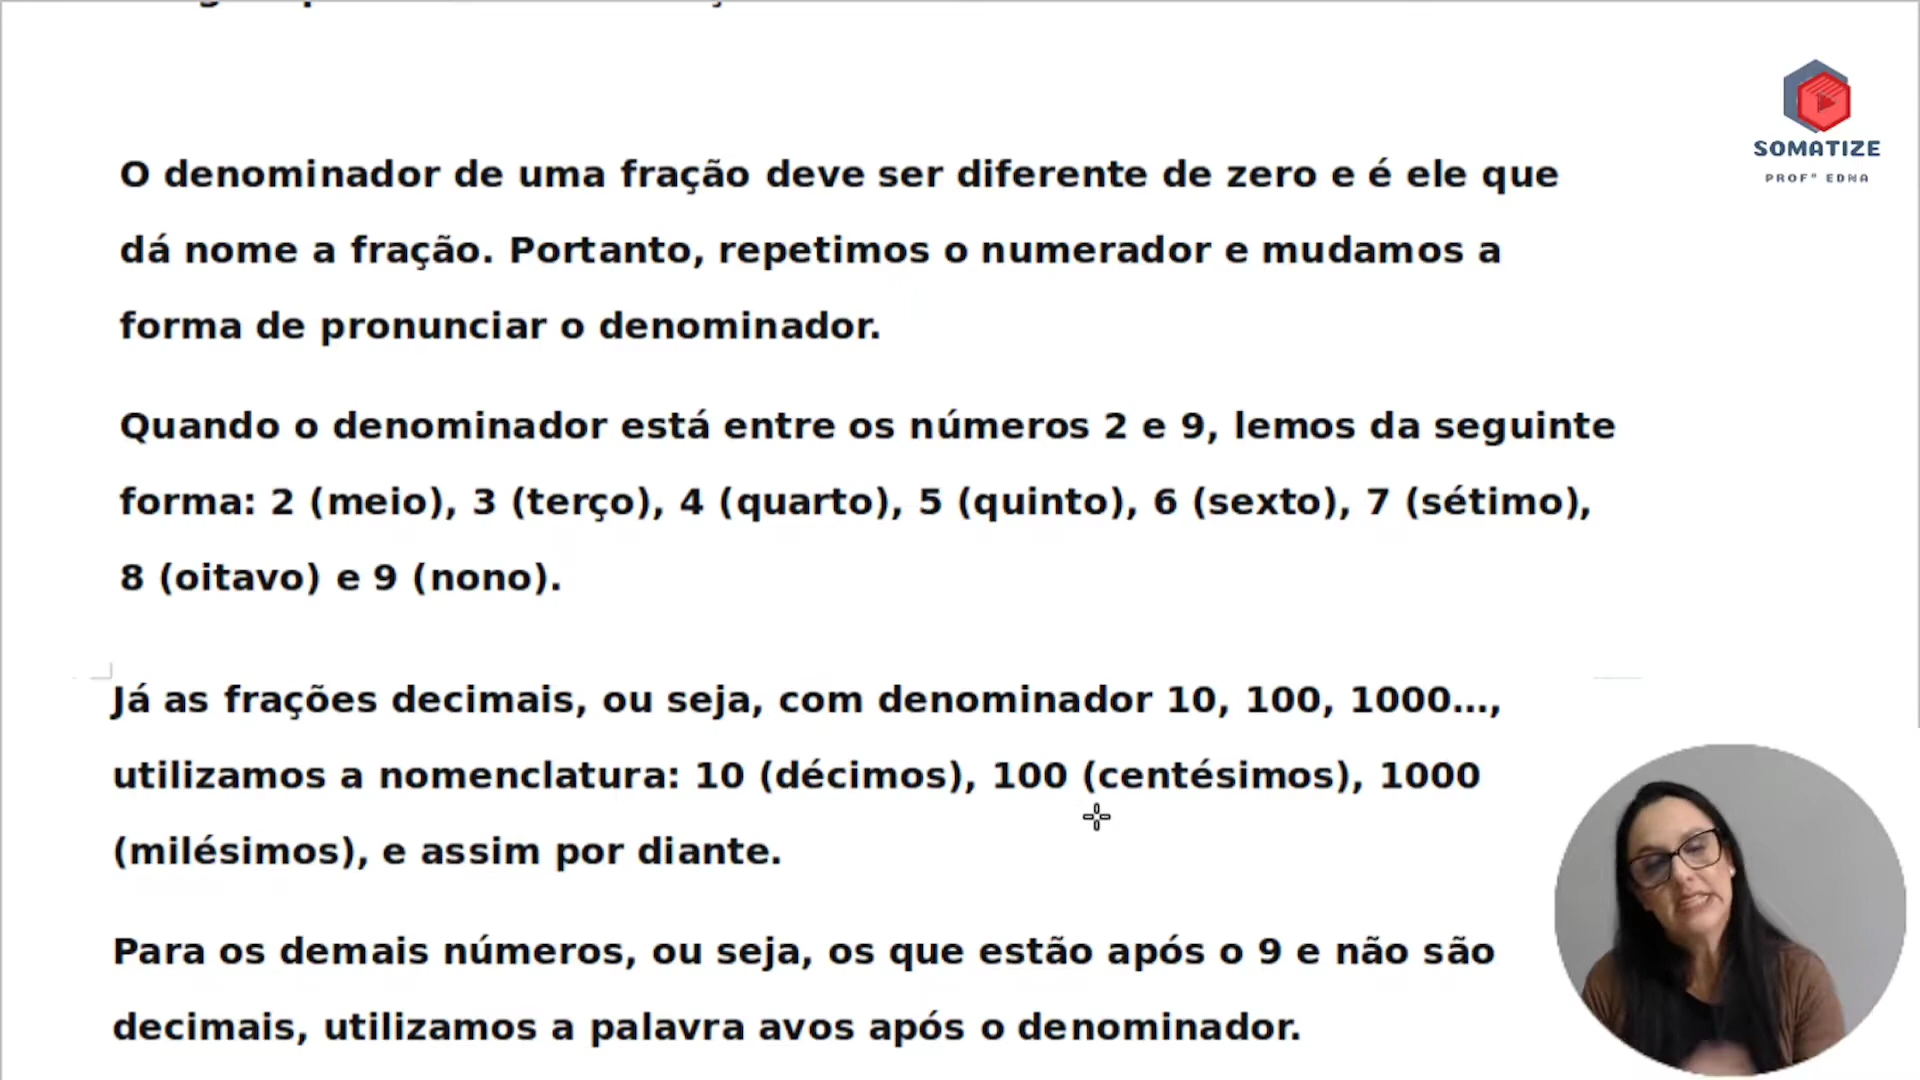 SOMATIZE
PROFª EDNA
O denominador de uma fração deve ser diferente de zero e é ele que
dá nome a fração. Portanto, repetimos o numerador e mudamos a
forma de pronunciar o denominador.
Quando o denominador está entre os números 2 e 9, lemos da seguinte
forma: 2 (meio), 3 (terço), 4 (quarto), 5 (quinto), 6 (sexto), 7 (sétimo),
8 (oitavo) e 9 (nono).
Já as frações decimais, ou seja, com denominador 10, 100, 1000...,
utilizamos a nomenclatura: 10 (décimos), 100 (centésimos), 1000
(milésimos), e assim por diante.
Para os demais números, ou seja, os que estão após o 9 e não são
decimais, utilizamos a palavra avos após o denominador.